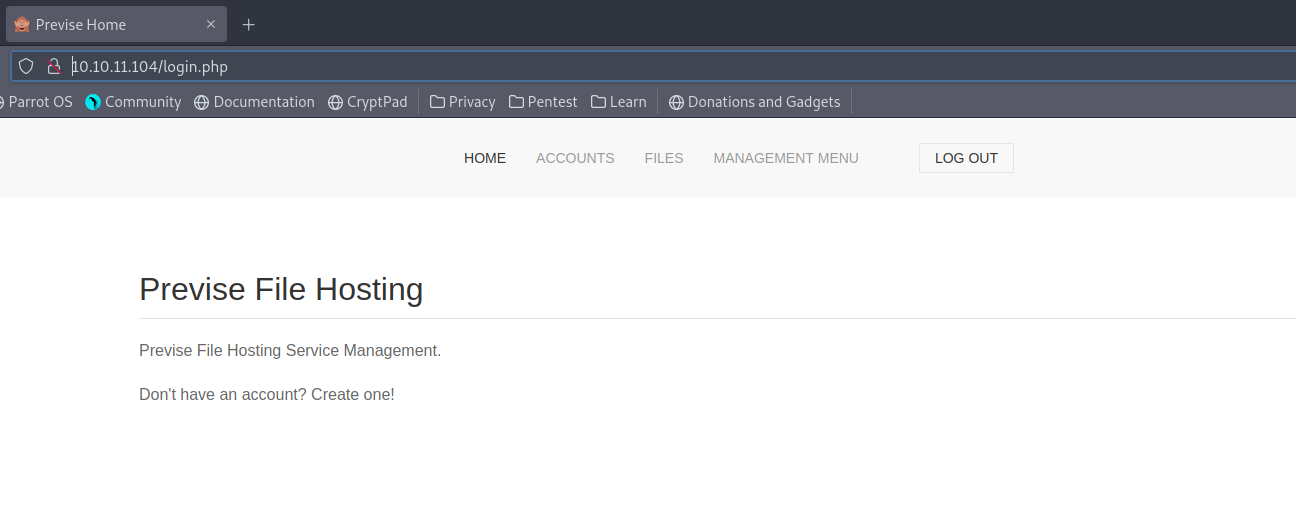 Previse Home
10.10.11.104/login.php
Parrot OS Community Documentation CryptPad Privacy Pentest Learn Donations and Gadgets
HOME ACCOUNTS FILES MANAGEMENT MENU LOG OUT
Previse File Hosting
Previse File Hosting Service Management.
Don't have an account? Create one!